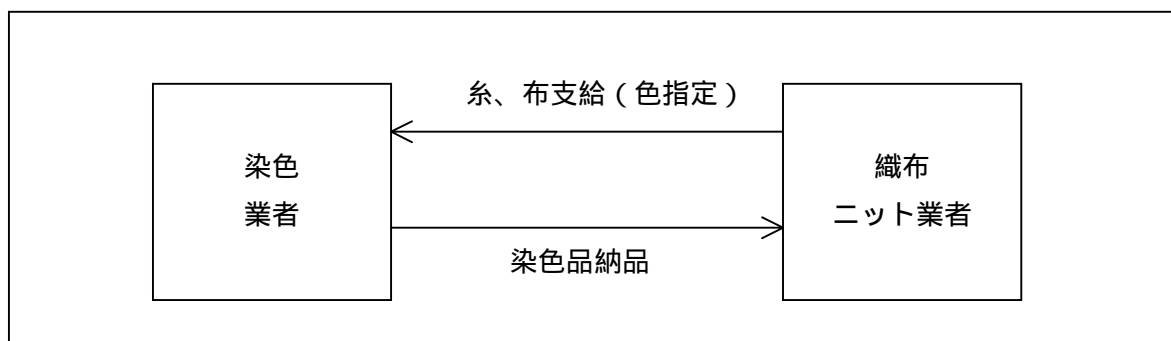 糸、布支給(色指定)
染色
業者
織布
ニット業者
染色品納品